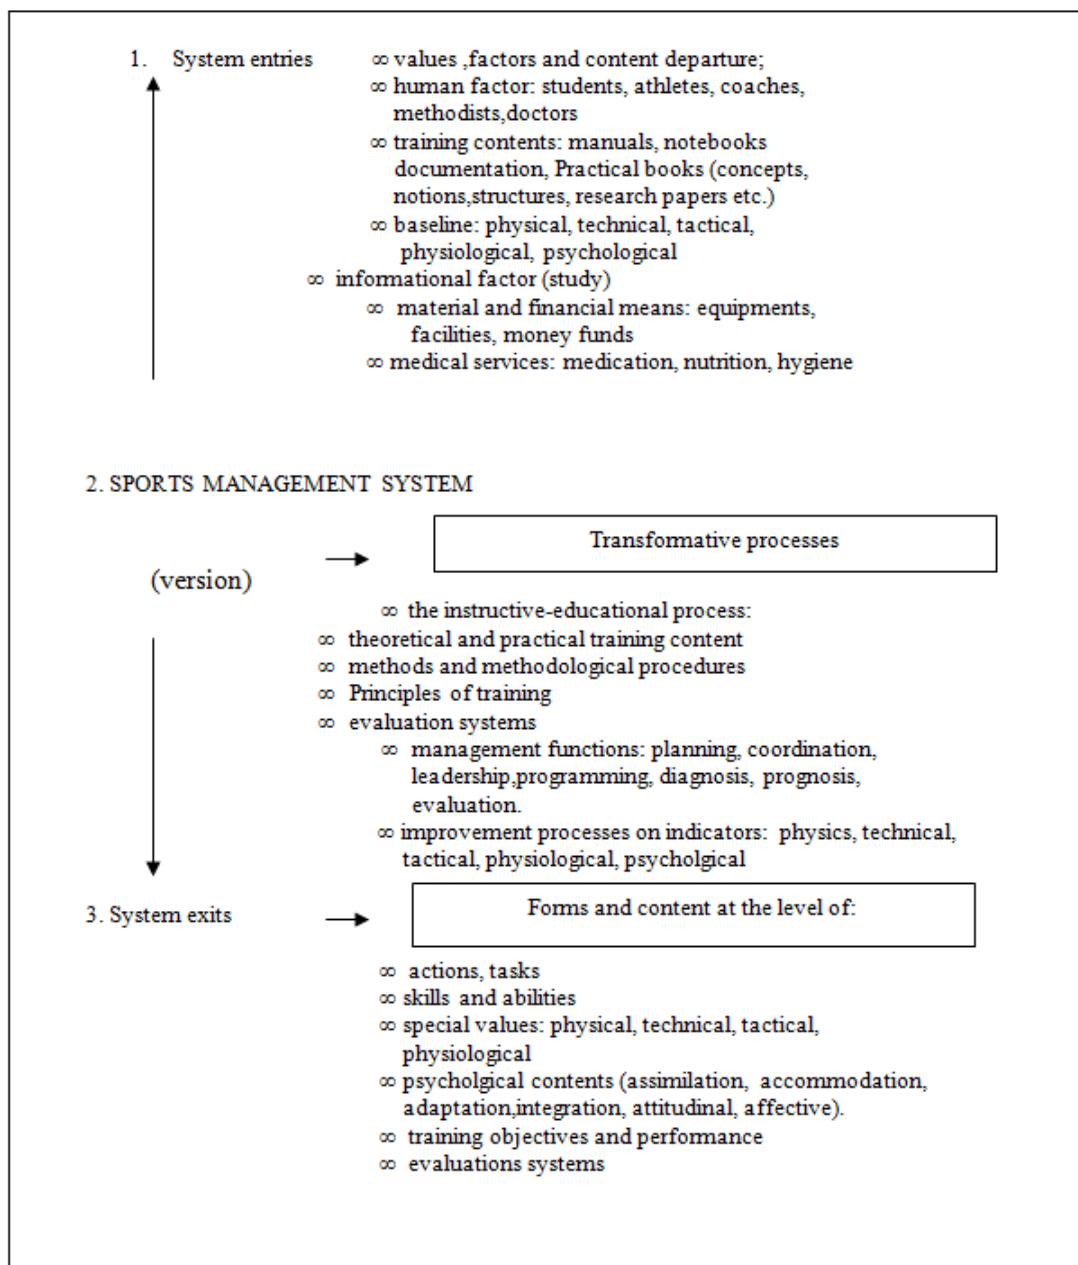 1. System entries ∞ values ,factors and content departure;
∞ human factor: students, athletes, coaches,
methodists,doctors
∞ training contents: manuals, notebooks
documentation, Practical books (concepts,
notions,structures, research papers etc.)
∞ baseline: physical, technical, tactical,
physiological, psychological
∞ informational factor (study)
∞ material and financial means: equipments,
facilities, money funds
∞ medical services: medication, nutrition, hygiene
2. SPORTS MANAGEMENT SYSTEM
Transformative processes
(version)
∞ the instructive-educational process:
∞ theoretical and practical training content
∞ methods and methodological procedures
∞ Principles of training
∞ evaluation systems
∞ management functions: planning, coordination,
leadership,programming, diagnosis, prognosis,
evaluation.
∞ improvement processes on indicators: physics, technical,
tactical, physiological, psycholgical
3. System exits Forms and content at the level of:
∞ actions, tasks
∞ skills and abilities
∞ special values: physical, technical, tactical,
physiological
∞ psycholgical contents (assimilation, accommodation,
adaptation,integration, attitudinal, affective).
∞ training objectives and performance
∞ evaluations systems